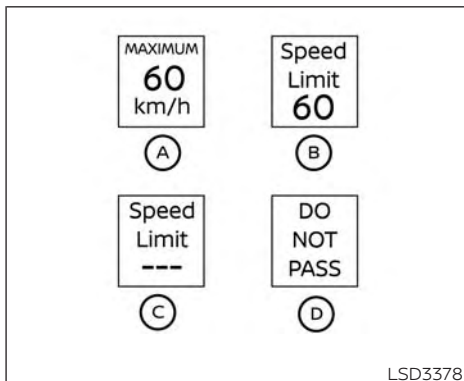 MAXIMUM
60
km/h
A
Speed
Limit
60
B
Speed
Limit
---
C
DO
NOT
PASS
D
LSD3378